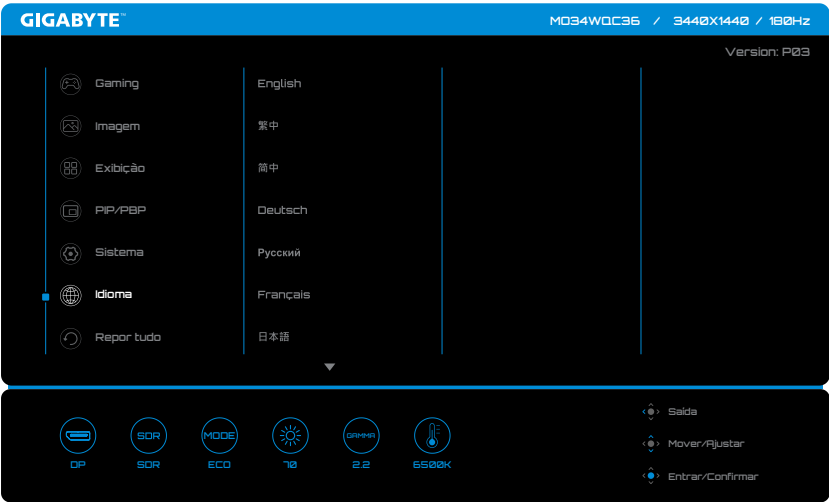 GIGABYTE™
MO34WQC36 / 3440X1440 / 180Hz
Version: P03
Gaming
Imagem
Exibição
PIP/PBP
Sistema
Idioma
Repor tudo
English
繁中
简中
Deutsch
Русский
Français
日本語
SDR
MODE
GAMMA
DP
SDR
ECO
70
2.2
6500K
Saída
Mover/Ajustar
Entrar/Confirmar